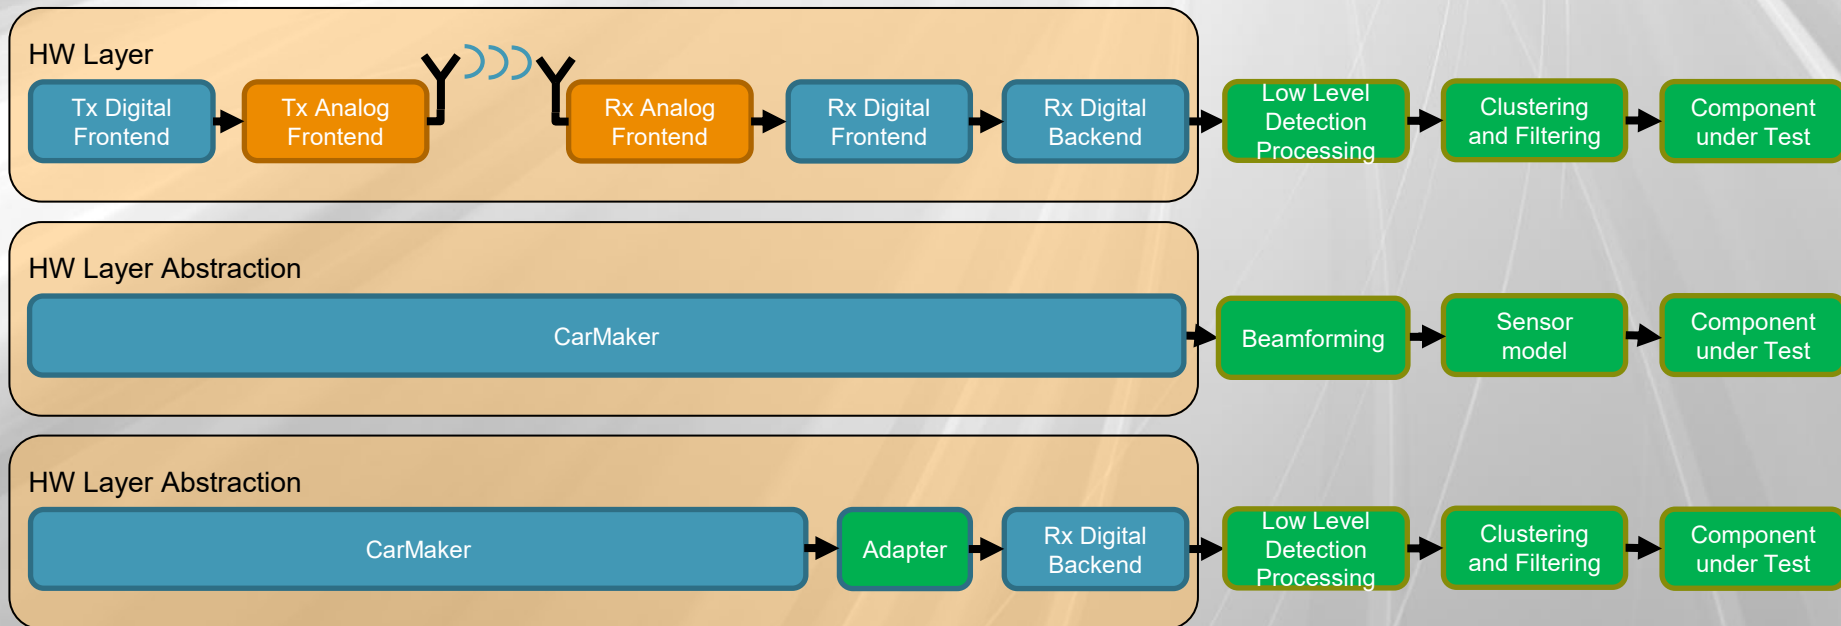 HW Layer
Tx Digital
Frontend
Tx Analog
Frontend
Rx Analog
Frontend
Rx Digital
Frontend
Rx Digital
Backend
Low Level
Detection
Processing
Clustering
and Filtering
Component
under Test
HW Layer Abstraction
CarMaker
Beamforming
Sensor
model
Component
under Test
HW Layer Abstraction
CarMaker
Adapter
Rx Digital
Backend
Low Level
Detection
Processing
Clustering
and Filtering
Component
under Test